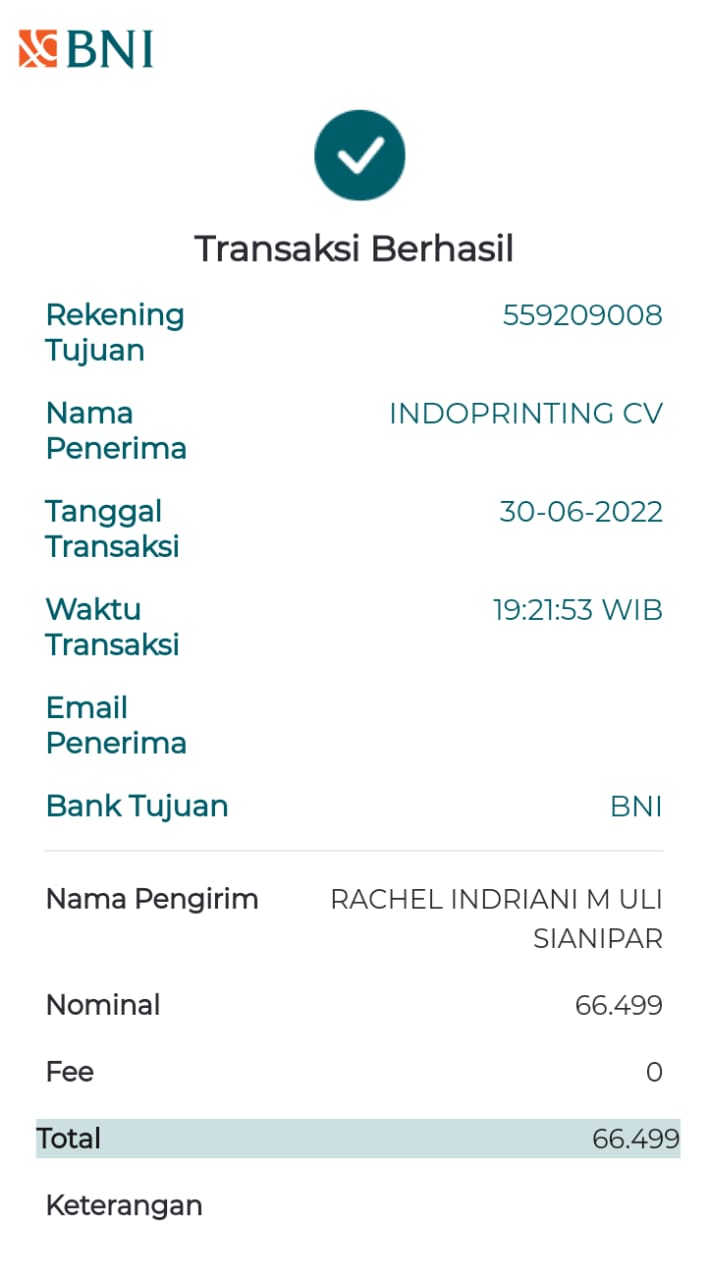 BNI
Transaksi Berhasil
Rekening 559209008
Tujuan
Nama INDOPRINTING CV
Penerima
Tanggal 30-06-2022
Transaksi
Waktu 19:21:53 WIB
Transaksi
Email
Penerima
Bank Tujuan BNI
Nama Pengirim RACHEL INDRIANI M ULI
SIANIPAR
Nominal 66.499
Fee 0
Total 66.499
Keterangan